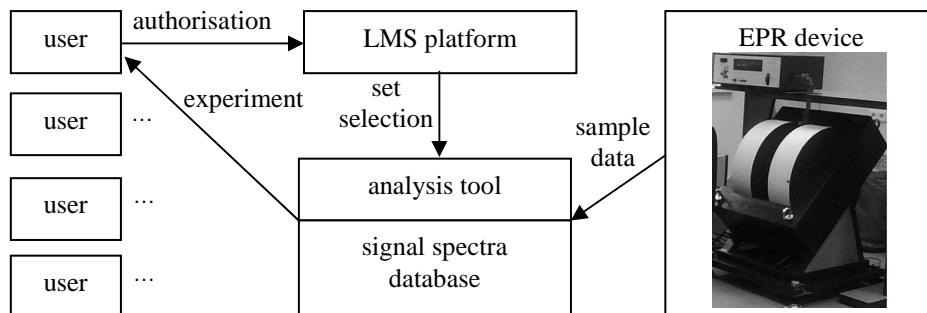 user
authorisation
LMS platform
EPR device
experiment
set
selection
user
...
sample
data
analysis tool
user
...
signal spectra
database
user
...